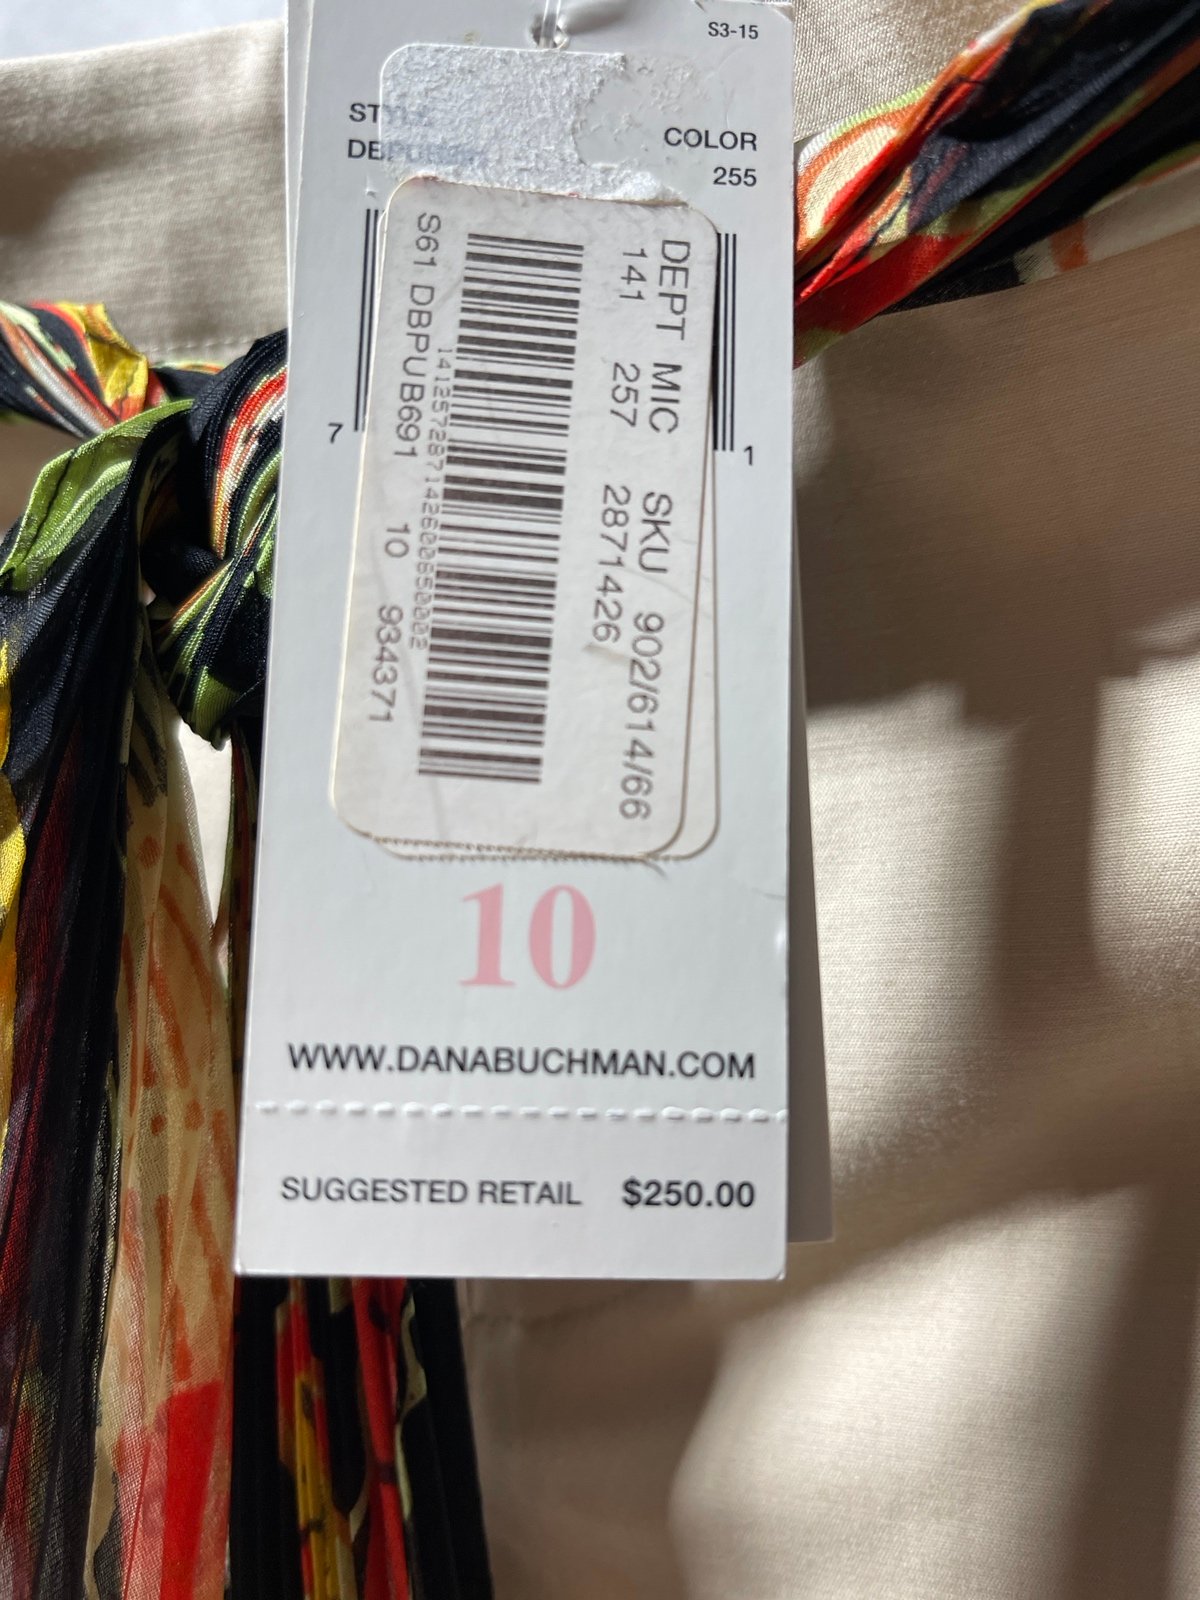 S3-15
STYLE
COLOR
255
DEPT MIC SKU 902/614/66
141 257 2871426
141257287142600850002
S61 DBPUB691 10 934371
7
1
10
WWW.DANABUCHMAN.COM
SUGGESTED RETAIL $250.00